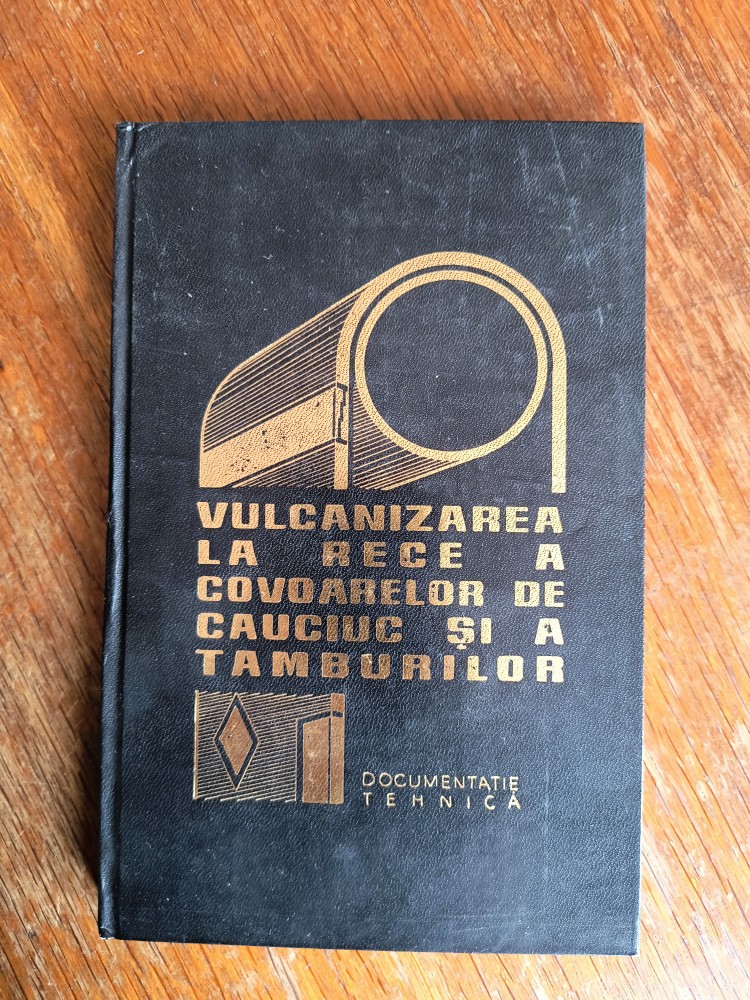 VULCANIZAREA
LA RECE A
COVOARELOR DE
CAUCIUC ȘI A
TAMBURILOR
DOCUMENTAȚIE
TEHNICĂ